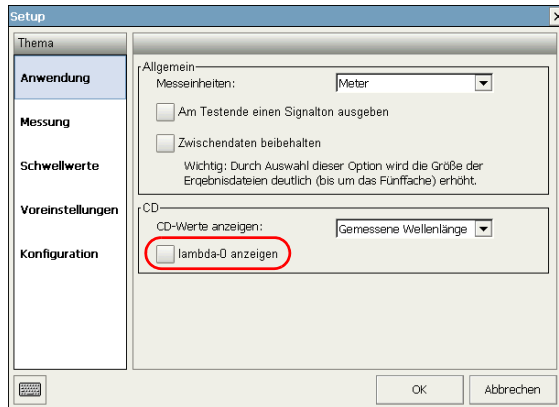 Setup
Thema
Anwendung
Messung
Schwellwerte
Voreinstellungen
Konfiguration
Allgemein
Messeinheiten: Meter
Am Testende einen Signalton ausgeben
Zwischendaten beibehalten
Wichtig: Durch Auswahl dieser Option wird die Größe der
Ergebnisdateien deutlich (bis um das Fünffache) erhöht.
CD
CD-Werte anzeigen: Gemessene Wellenlänge
lambda-0 anzeigen
OK Abbrechen